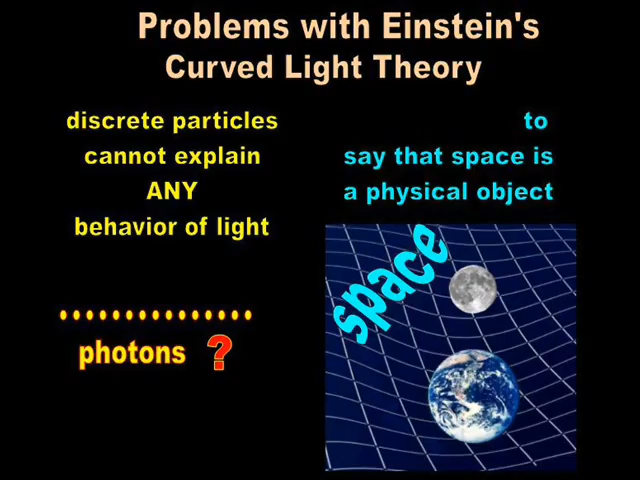 Problems with Einstein's
Curved Light Theory
discrete particles
cannot explain
ANY
behavior of light
photons ?
to
say that space is
a physical object
space